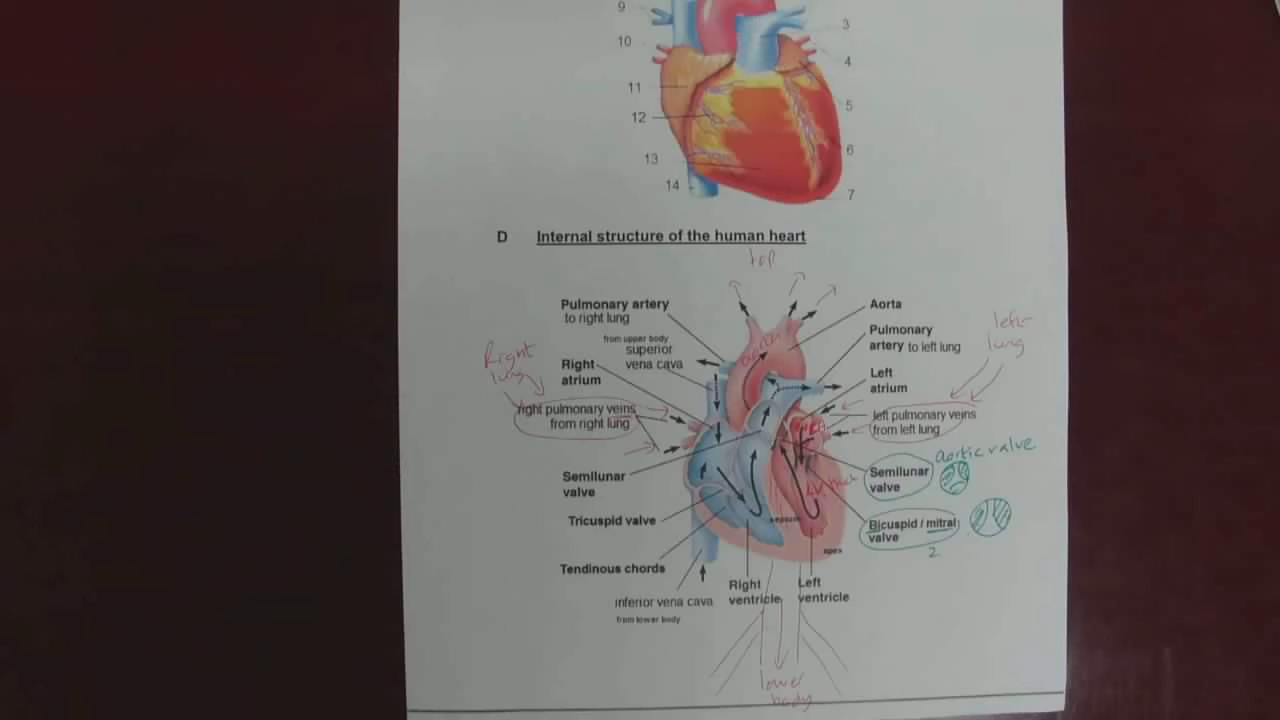 9
3
10
4
11
5
12
6
13
14
7
D Internal structure of the human heart
top
Pulmonary artery
to right lung
Aorta
from upper body
superior
vena cava
Pulmonary
artery to left lung
left
lung
Right
lung
Right
atrium
aorta
Left
atrium
right pulmonary veins
from right lung
left pulmonary veins
from left lung
aortic valve
Semilunar
valve
Semilunar
valve
Tricuspid valve
septum
Bicuspid / mitral
valve
2
apex
Tendinous chords
Right
ventricle
Left
ventricle
inferior vena cava
from lower body
lower
body